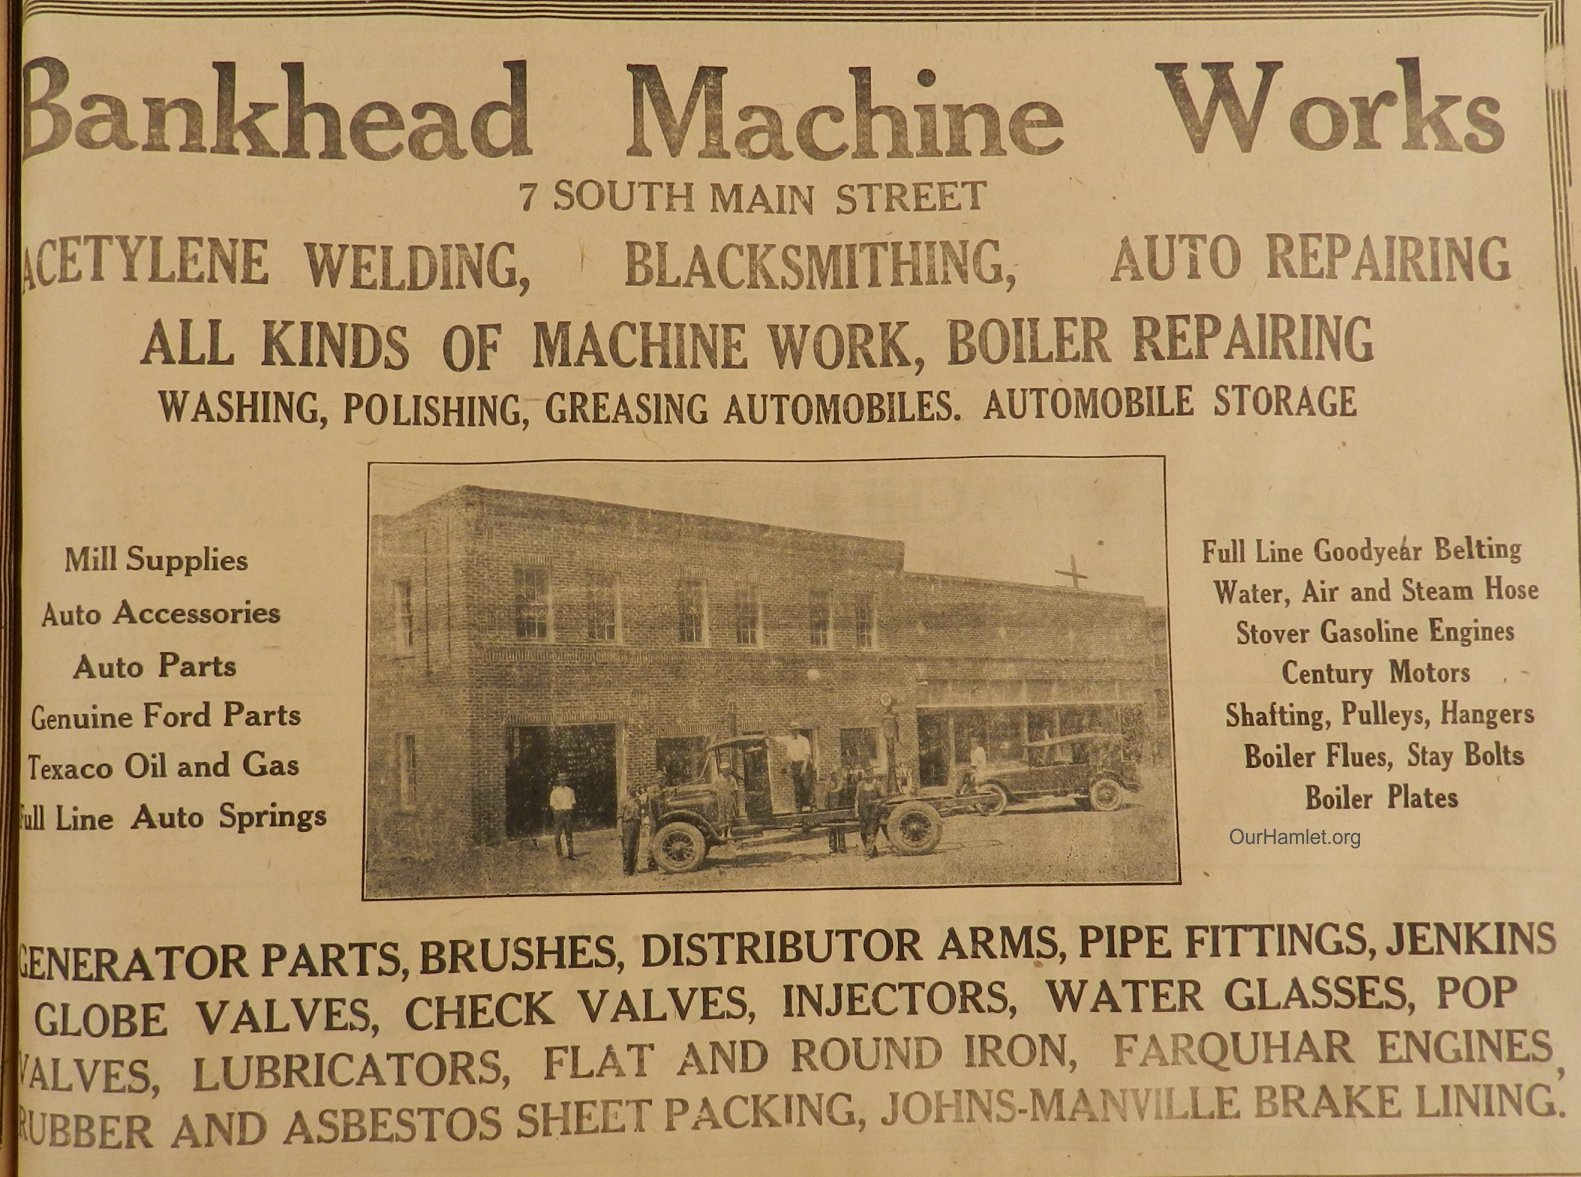 Bankhead Machine Works
7 SOUTH MAIN STREET
ACETYLENE WELDING, BLACKSMITHING, AUTO REPAIRING
ALL KINDS OF MACHINE WORK, BOILER REPAIRING
WASHING, POLISHING, GREASING AUTOMOBILES. AUTOMOBILE STORAGE
Mill Supplies
Auto Accessories
Auto Parts
Genuine Ford Parts
Texaco Oil and Gas
Full Line Auto Springs
Full Line Goodyear Belting
Water, Air and Steam Hose
Stover Gasoline Engines
Century Motors
Shafting, Pulleys, Hangers
Boiler Flues, Stay Bolts
Boiler Plates
OurHamlet.org
GENERATOR PARTS, BRUSHES, DISTRIBUTOR ARMS, PIPE FITTINGS, JENKINS
GLOBE VALVES, CHECK VALVES, INJECTORS, WATER GLASSES, POP
VALVES, LUBRICATORS, FLAT AND ROUND IRON, FARQUHAR ENGINES,
RUBBER AND ASBESTOS SHEET PACKING, JOHNS-MANVILLE BRAKE LINING.